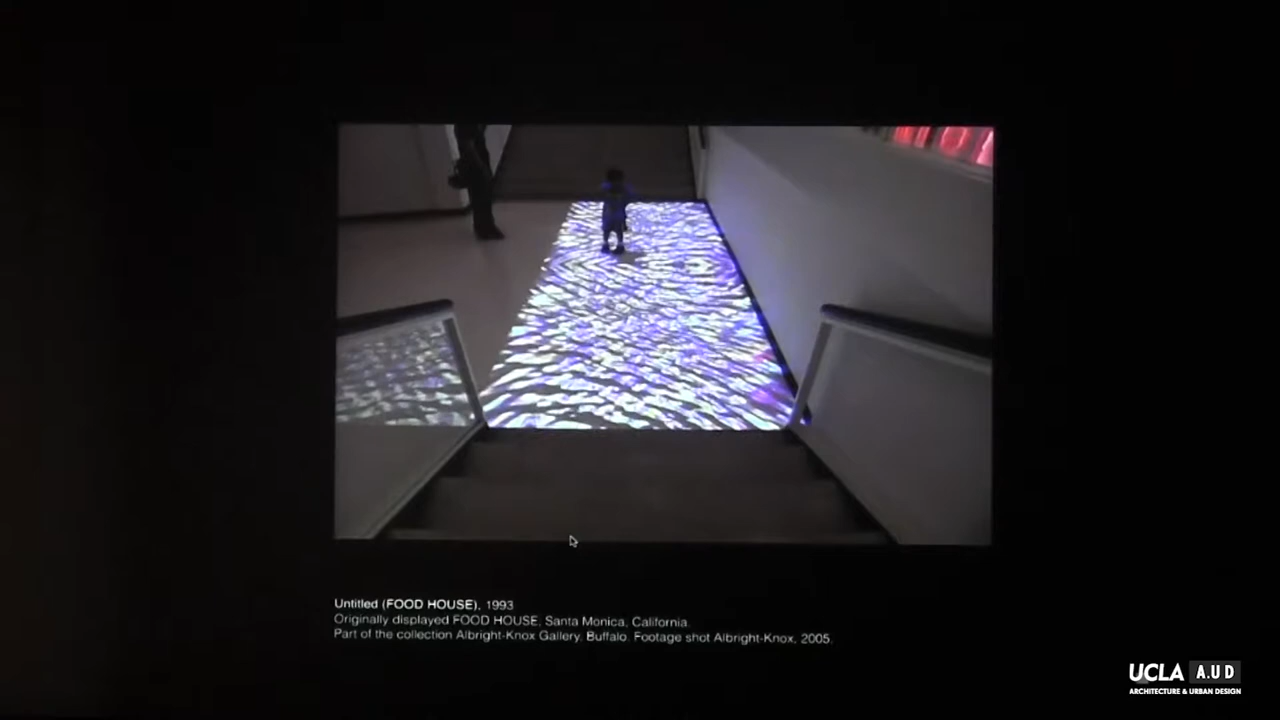 Untitled (FOOD HOUSE), 1993
Originally displayed FOOD HOUSE, Santa Monica, California.
Part of the collection Albright-Knox Gallery, Buffalo. Footage shot Albright-Knox, 2005.
UCLA A.U D
ARCHITECTURE & URBAN DESIGN